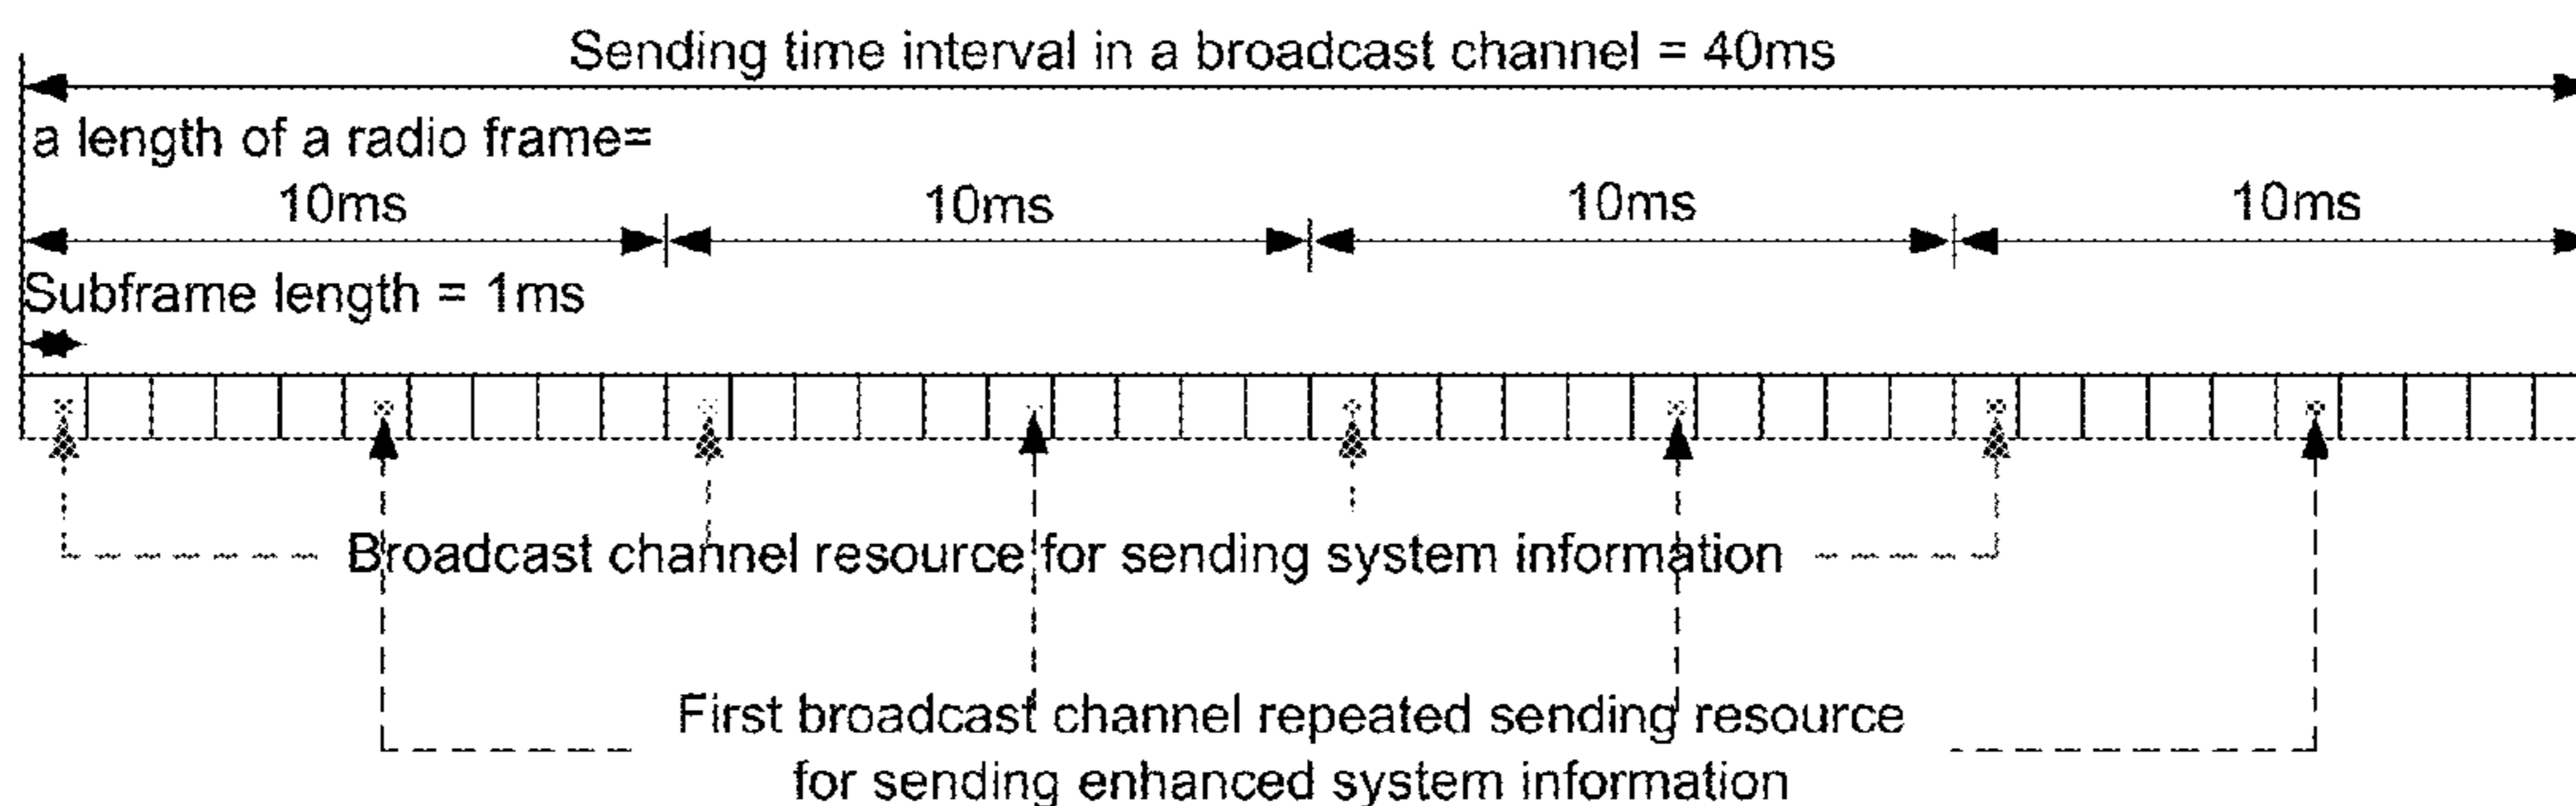 Sending time interval in a broadcast channel = 40ms
a length of a radio frame=
10ms 10ms 10ms 10ms
Subframe length = 1ms
Broadcast channel resource for sending system information
First broadcast channel repeated sending resource
for sending enhanced system information